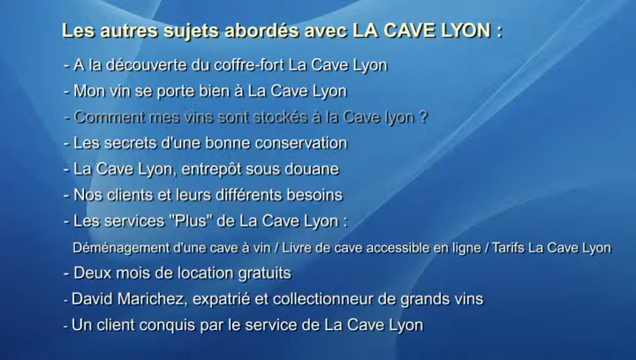 Les autres sujets abordés avec LA CAVE LYON :
- A la découverte du coffre-fort La Cave Lyon
- Mon vin se porte bien à La Cave Lyon
- Comment mes vins sont stockés à la Cave lyon ?
- Les secrets d'une bonne conservation
- La Cave Lyon, entrepôt sous douane
- Nos clients et leurs différents besoins
- Les services "Plus" de La Cave Lyon :
Déménagement d'une cave à vin / Livre de cave accessible en ligne / Tarifs La Cave Lyon
- Deux mois de location gratuits
- David Marichez, expatrié et collectionneur de grands vins
- Un client conquis par le service de La Cave Lyon